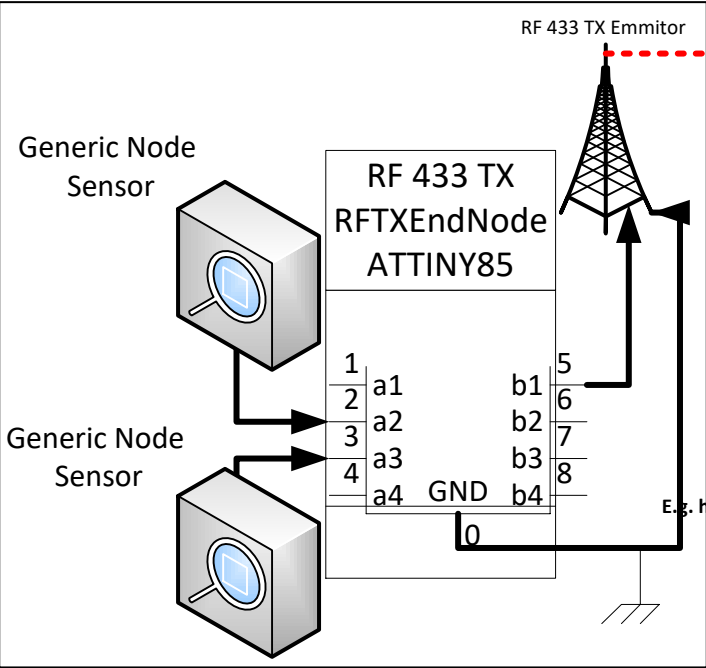 RF 433 TX Emmitor
Generic Node
Sensor
RF 433 TX
RFTXEndNode
ATTINY85
1
a1
2
a2
3
a3
4
a4
5
b1
6
b2
7
b3
8
b4
GND
0
Generic Node
Sensor
E.g. h